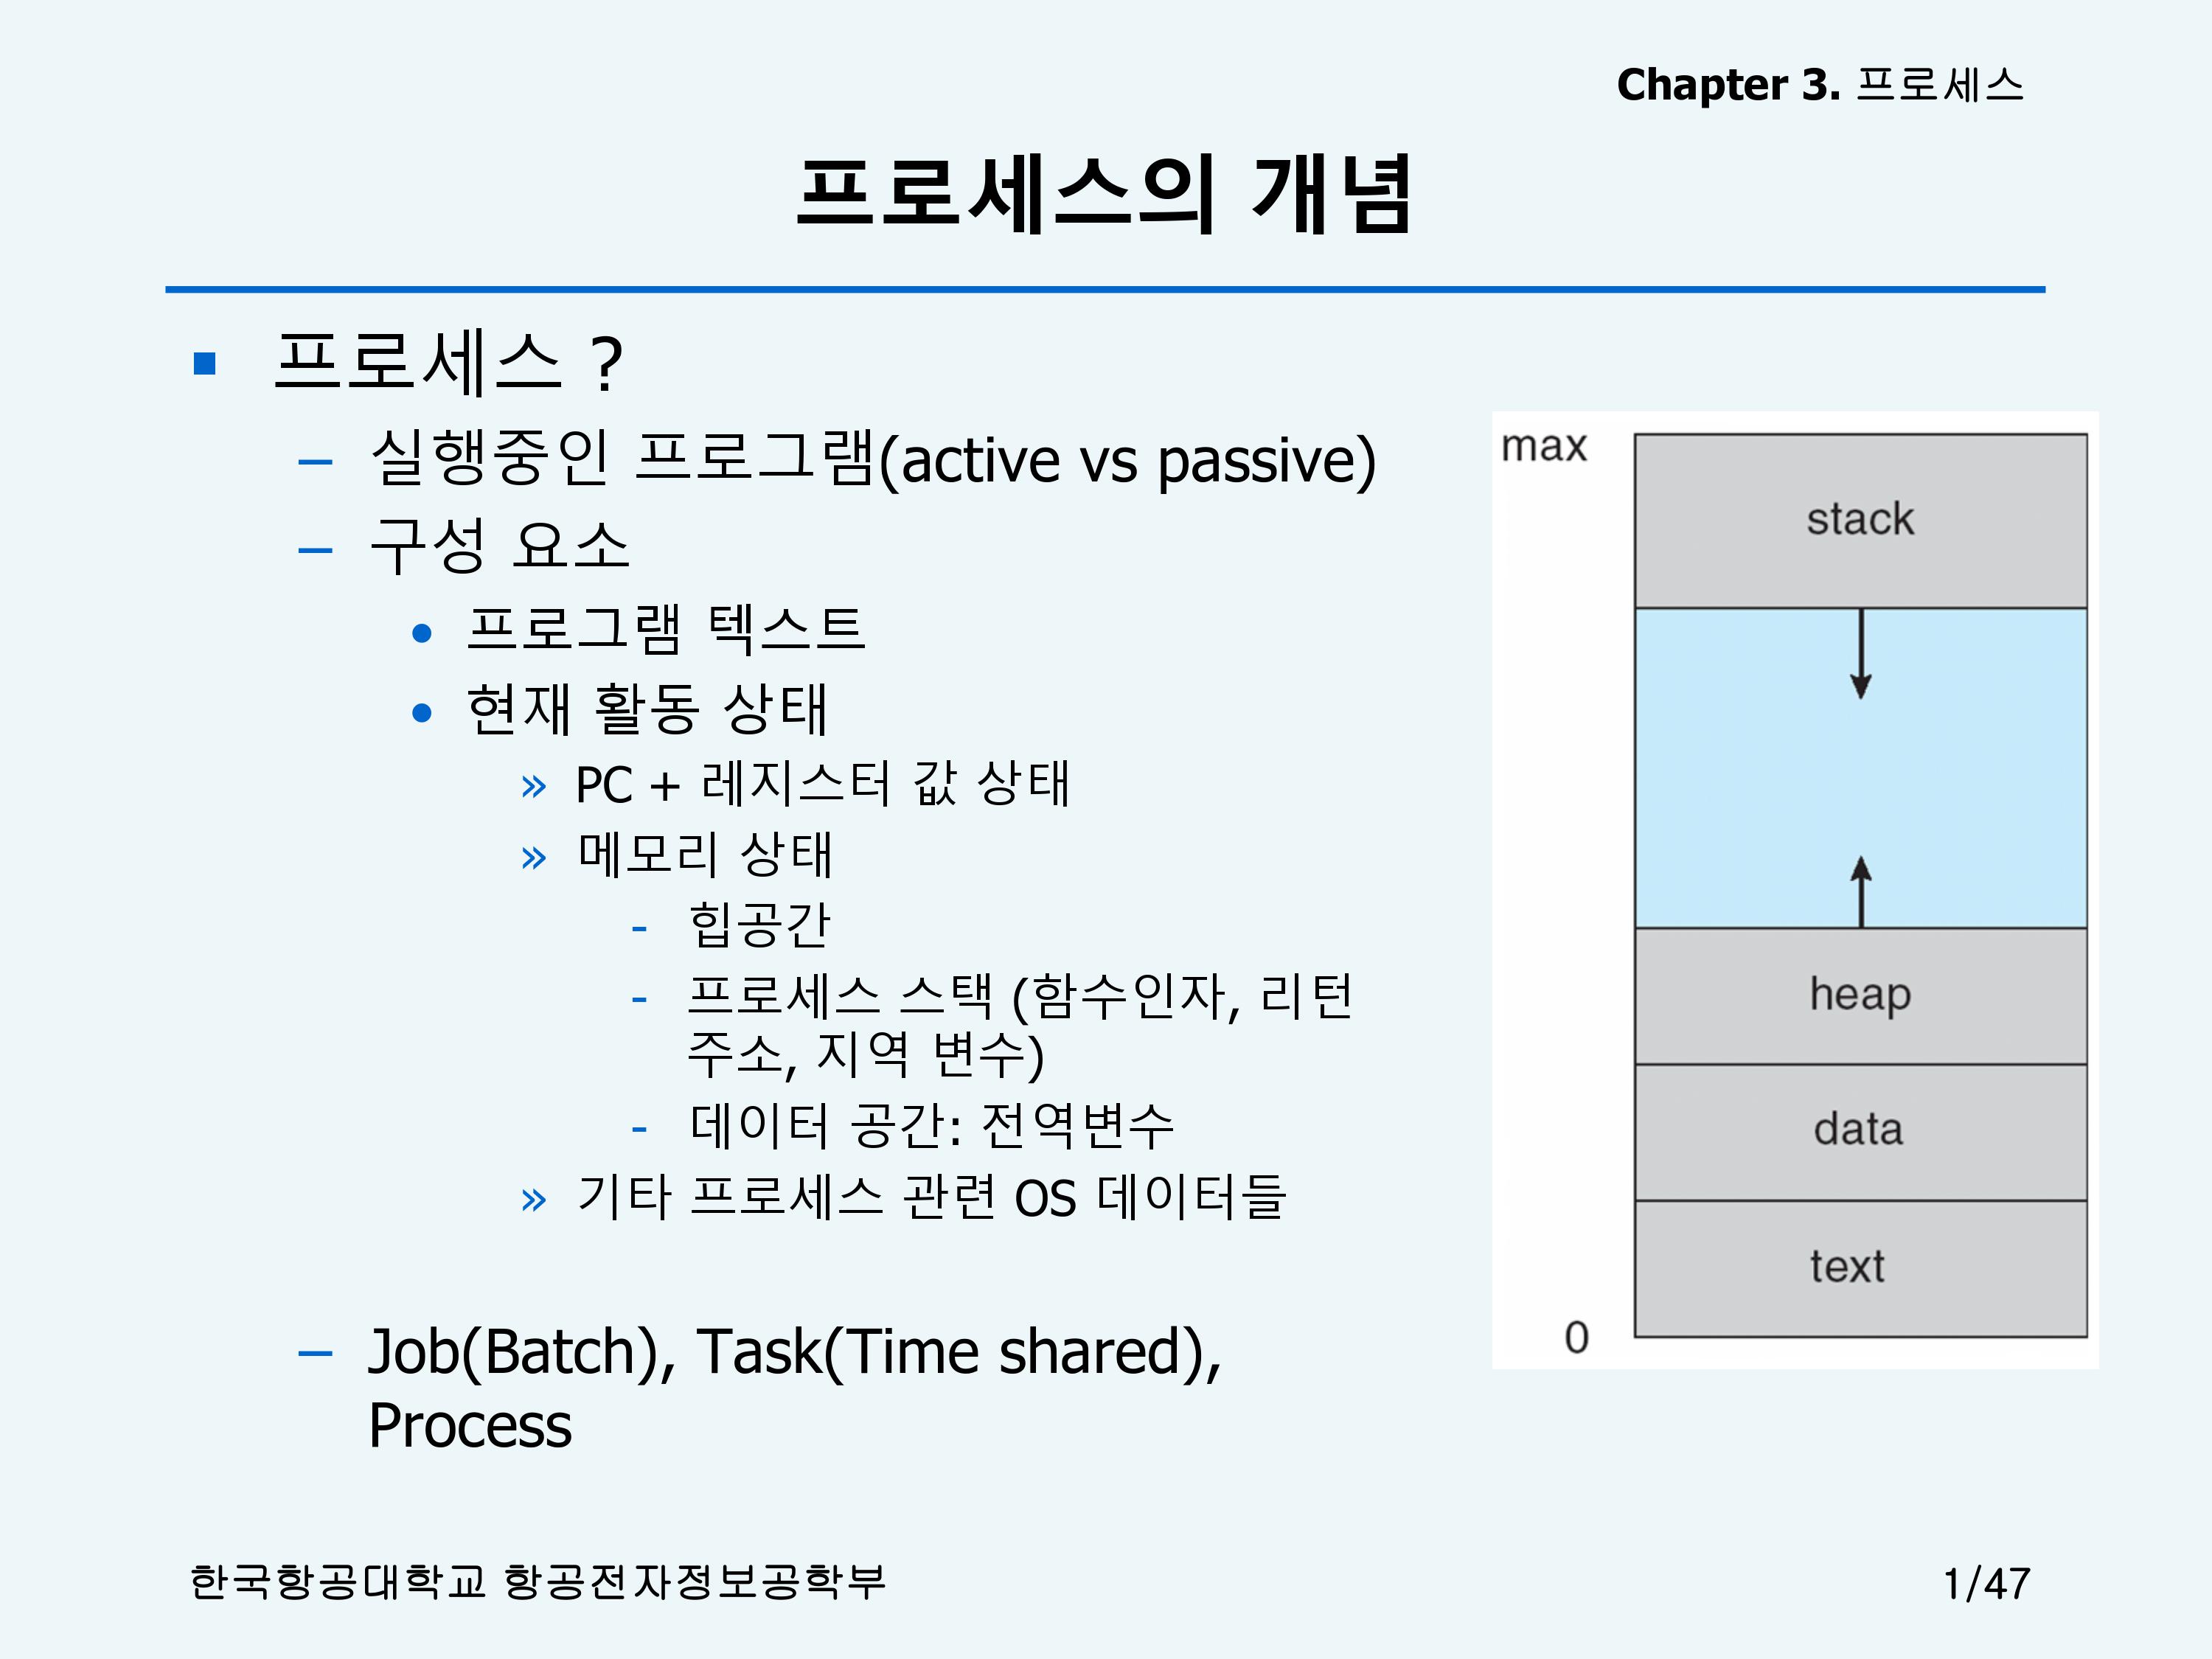 Chapter 3. 프로세스
프로세스의 개념
▪ 프로세스 ?
– 실행중인 프로그램(active vs passive)
– 구성 요소
• 프로그램 텍스트
• 현재 활동 상태
» PC + 레지스터 값 상태
» 메모리 상태
- 힙공간
- 프로세스 스택 (함수인자, 리턴
주소, 지역 변수)
- 데이터 공간: 전역변수
» 기타 프로세스 관련 OS 데이터들
– Job(Batch), Task(Time shared),
Process
max
stack
heap
data
text
0
한국항공대학교 항공전자정보공학부
1/47